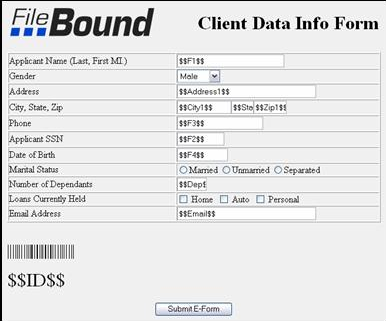 FileBound
Client Data Info Form
Applicant Name (Last, First MI.) $$F1$$
Gender Male
Address $$Address1$$
City, State, Zip $$City1$$ $$Sta $$Zip1$$
Phone $$F3$$
Applicant SSN $$F2$$
Date of Birth $$F4$$
Marital Status Married Unmarried Separated
Number of Dependants $$Dep$
Loans Currently Held Home Auto Personal
Email Address $$Email$$
$$ID$$
Submit E-Form